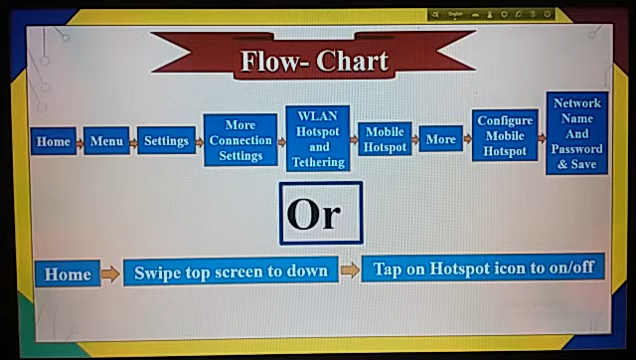 English
Flow- Chart
Home
Menu
Settings
More
Connection
Settings
WLAN
Hotspot
and
Tethering
Mobile
Hotspot
More
Configure
Mobile
Hotspot
Network
Name
And
Password
& Save
Or
Home
Swipe top screen to down
Tap on Hotspot icon to on/off